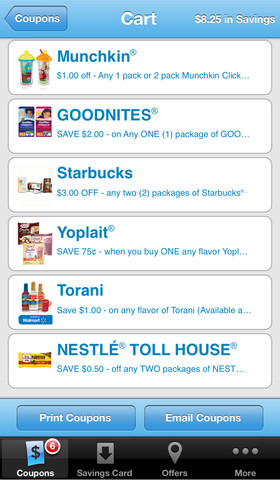 Coupons
Cart
$8.25 in Savings
Munchkin®
$1.00 off - Any 1 pack or 2 pack Munchkin Click…
GOODNITES®
SAVE $2.00 - on Any ONE (1) package of GOO…
Starbucks
$3.00 OFF - any two (2) packages of Starbucks®
Yoplait®
SAVE 75¢ - when you buy ONE any flavor Yopl…
Torani
Save $1.00 - on any flavor of Torani (Available a…
Walmart
NESTLÉ® TOLL HOUSE®
SAVE $0.50 - off any TWO packages of NEST…
Print Coupons
Email Coupons
$
6
Coupons
Savings Card
Offers
More